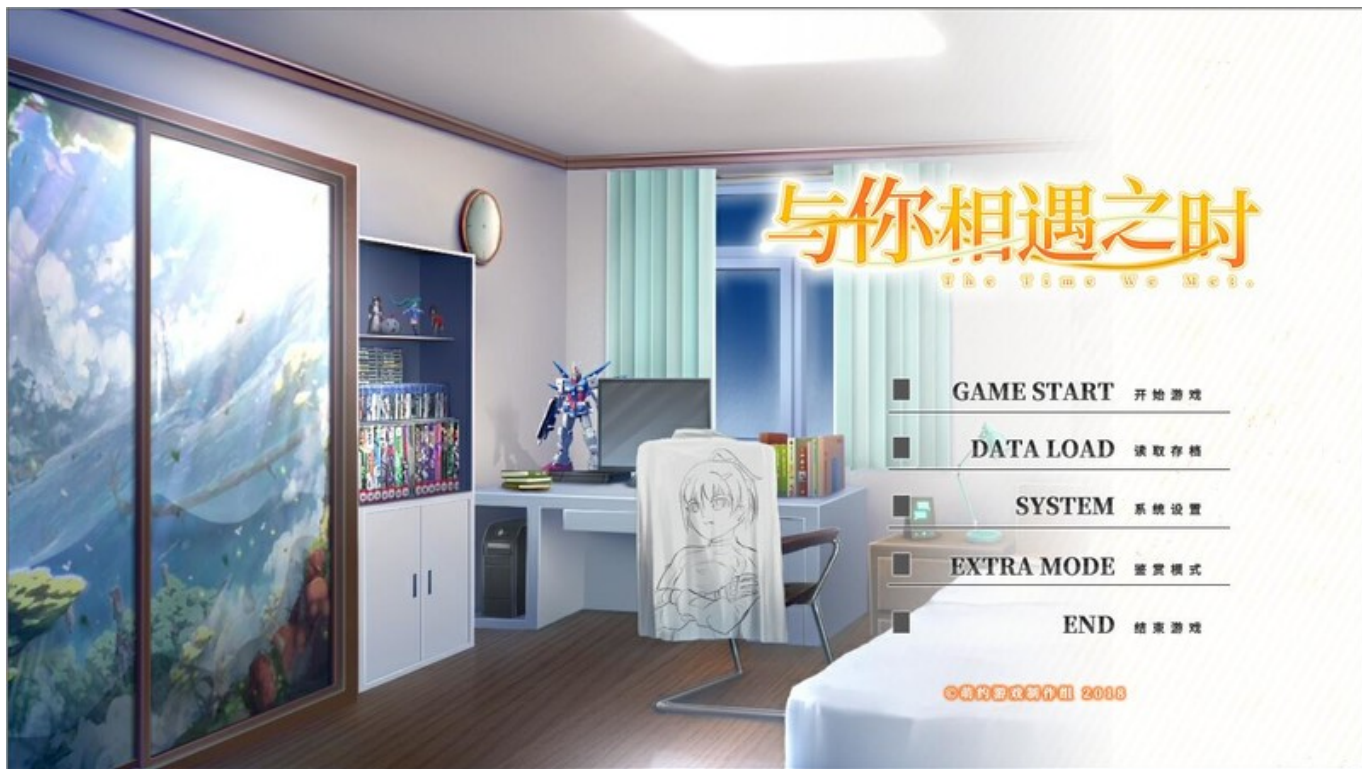 与你相遇之时
The Time We Met.
GAME START 开始游戏
DATA LOAD 读取存档
SYSTEM 系统设置
EXTRA MODE 鉴赏模式
END 结束游戏
©萌约游戏制作组 2018